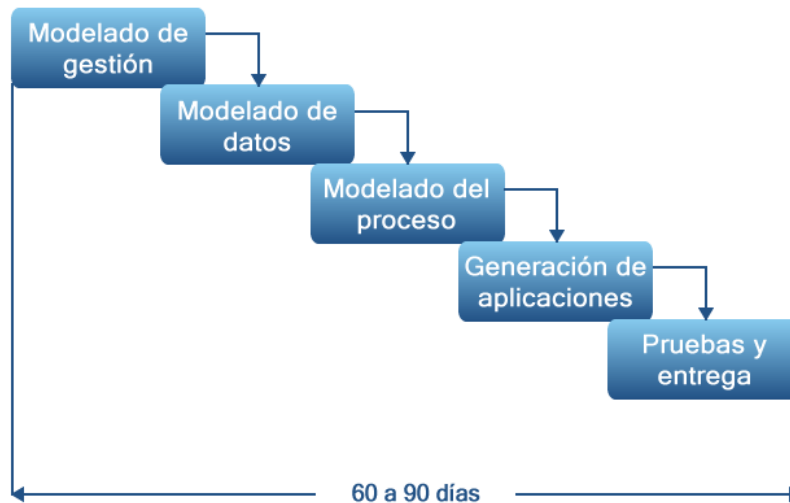 Modelado de
gestión
Modelado de
datos
Modelado del
proceso
Generación de
aplicaciones
Pruebas y
entrega
60 a 90 días